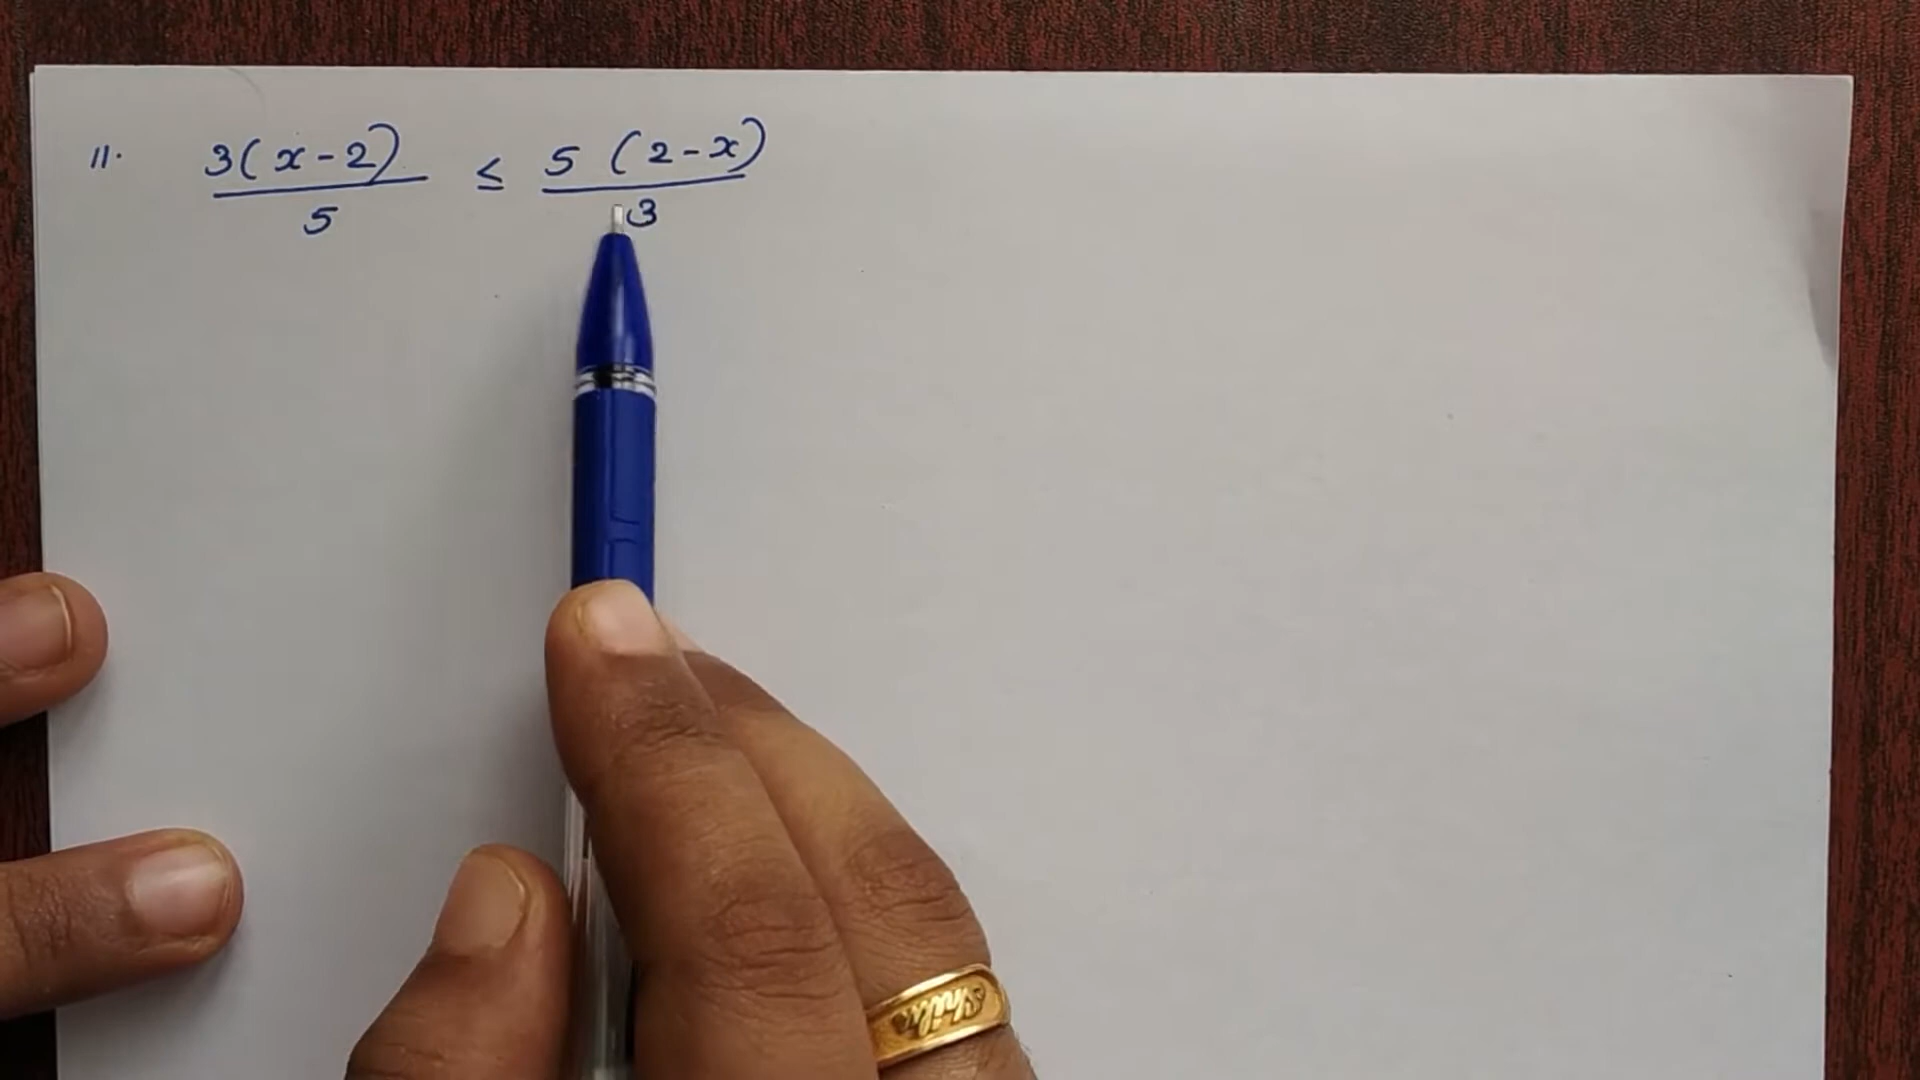 11. 3(x-2)/5 ≤ 5 (2-x)/3